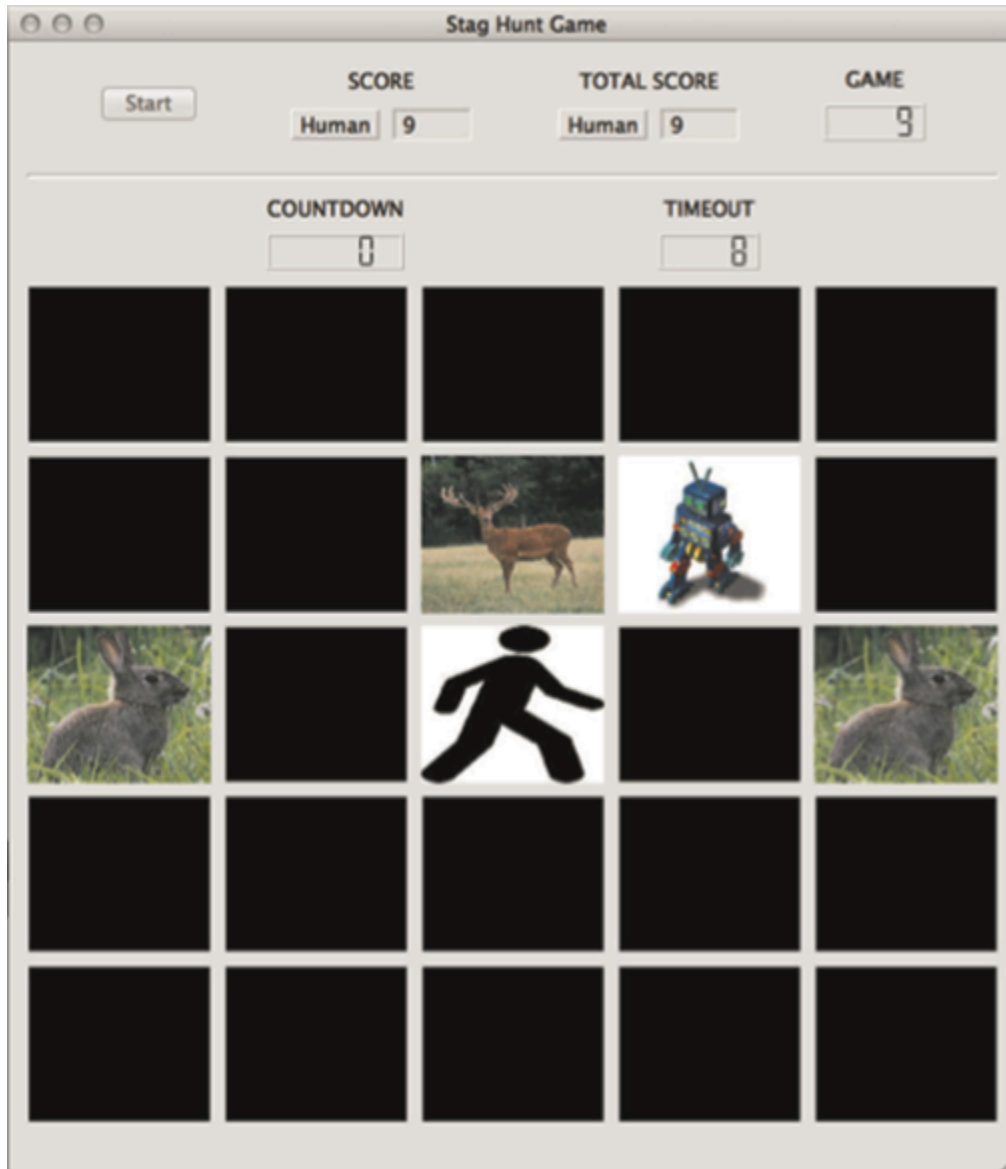 Stag Hunt Game
Start
SCORE
Human 9
TOTAL SCORE
Human 9
GAME
9
COUNTDOWN
0
TIMEOUT
8